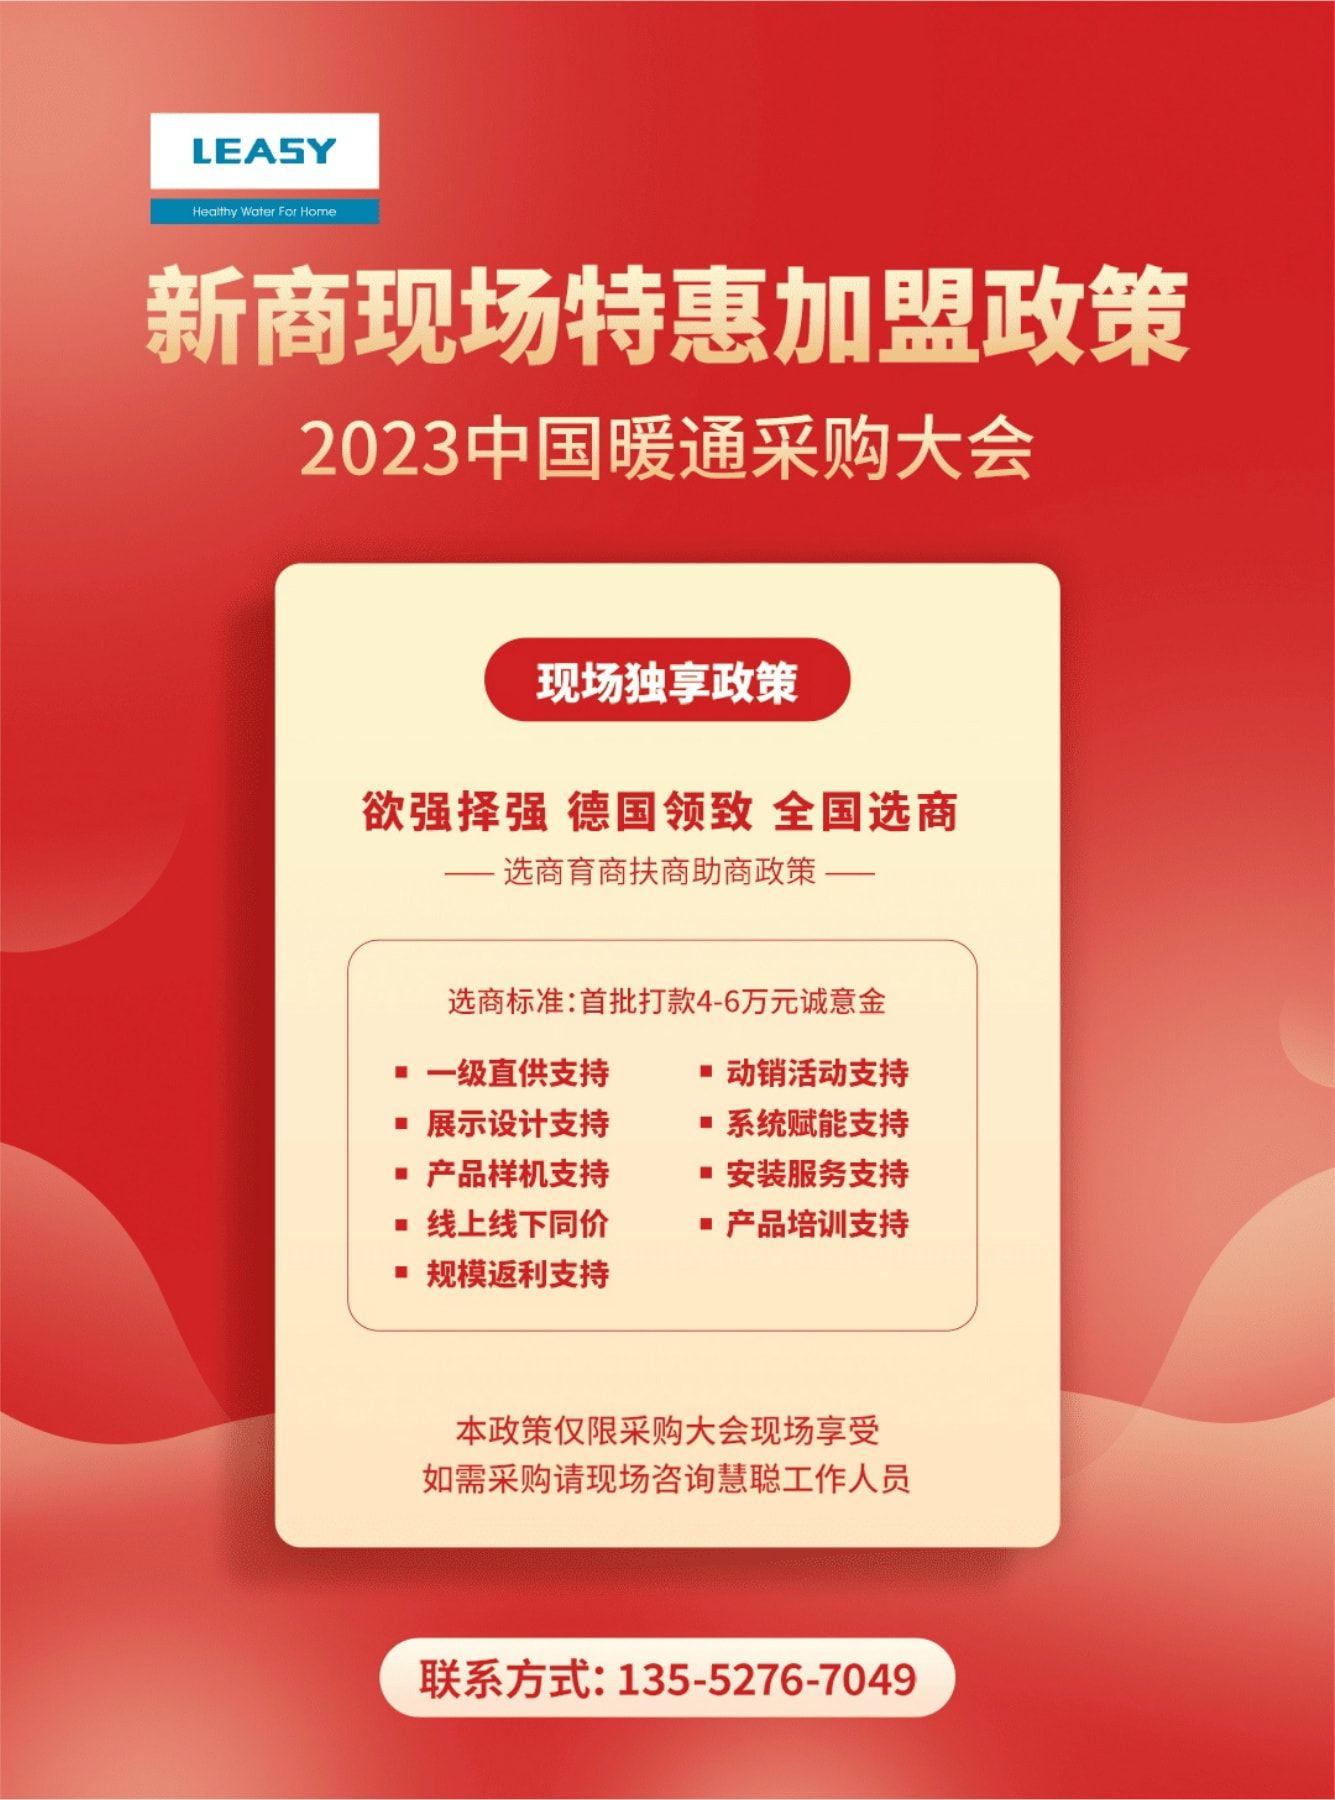 LEASY
Healthy Water For Home
新商现场特惠加盟政策
2023中国暖通采购大会
现场独享政策
欲强择强 德国领致 全国选商
选商育商扶商助商政策
选商标准:首批打款4-6万元诚意金
▪ 一级直供支持
▪ 展示设计支持
▪ 产品样机支持
▪ 线上线下同价
▪ 规模返利支持
▪ 动销活动支持
▪ 系统赋能支持
▪ 安装服务支持
▪ 产品培训支持
本政策仅限采购大会现场享受
如需采购请现场咨询慧聪工作人员
联系方式: 135-5276-7049